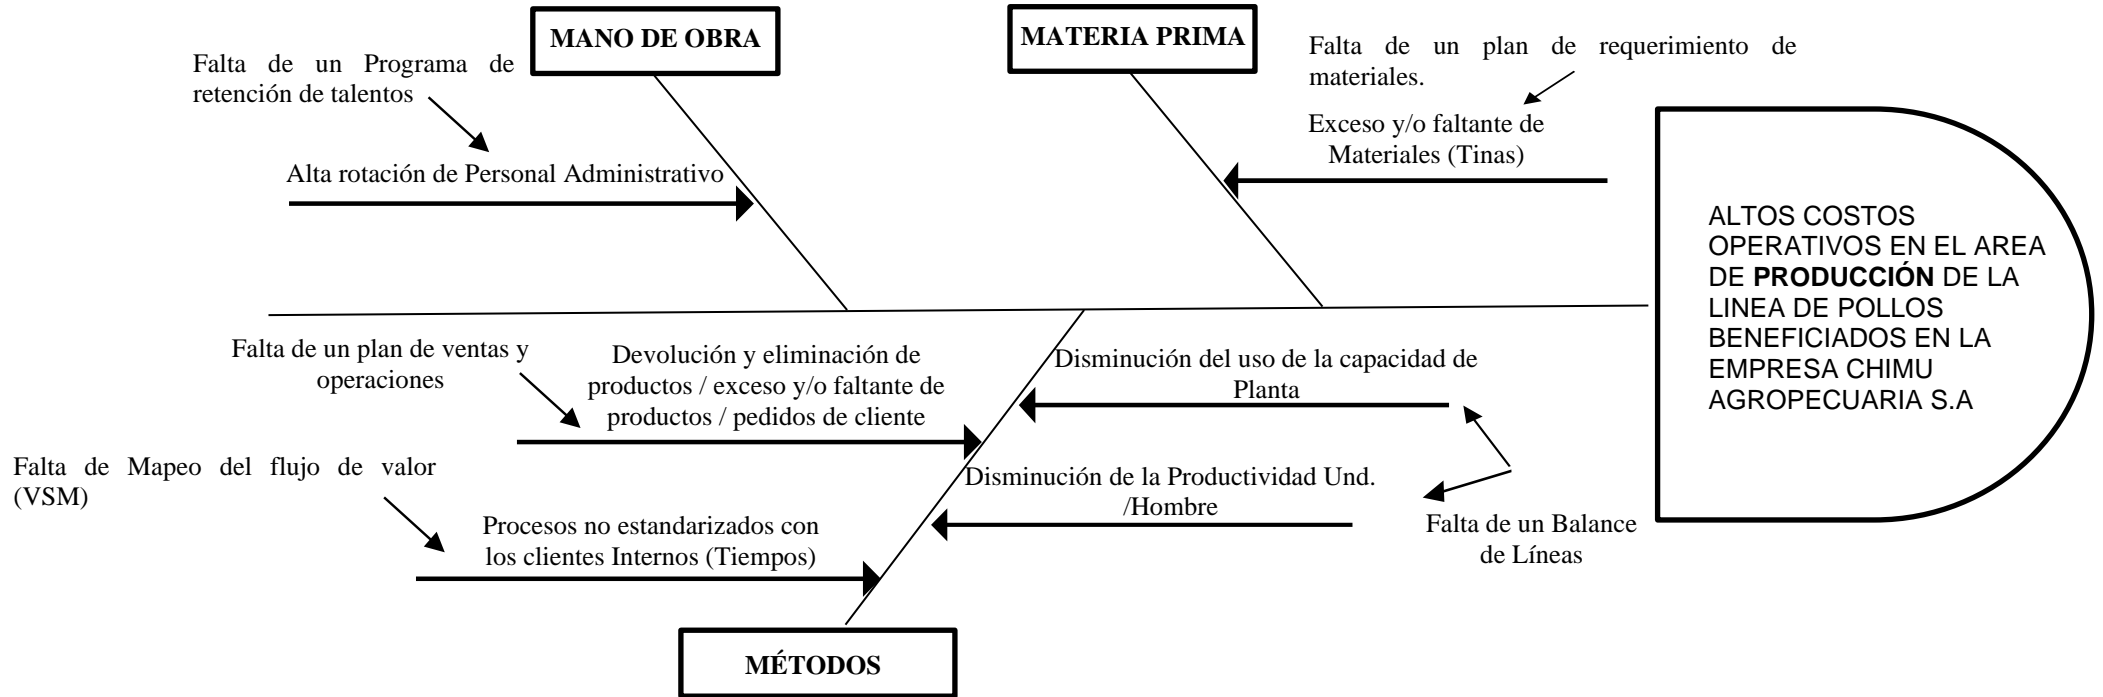 MANO DE OBRA
MATERIA PRIMA
Falta de un Programa de
retención de talentos
Alta rotación de Personal Administrativo
Falta de un plan de requerimiento de
materiales.
Exceso y/o faltante de
Materiales (Tinas)
ALTOS COSTOS
OPERATIVOS EN EL AREA
DE PRODUCCIÓN DE LA
LINEA DE POLLOS
BENEFICIADOS EN LA
EMPRESA CHIMU
AGROPECUARIA S.A
Falta de un plan de ventas y
operaciones
Devolución y eliminación de
productos / exceso y/o faltante de
productos / pedidos de cliente
Disminución del uso de la capacidad de
Planta
Falta de Mapeo del flujo de valor
(VSM)
Procesos no estandarizados con
los clientes Internos (Tiempos)
Disminución de la Productividad Und.
/Hombre
Falta de un Balance
de Líneas
MÉTODOS